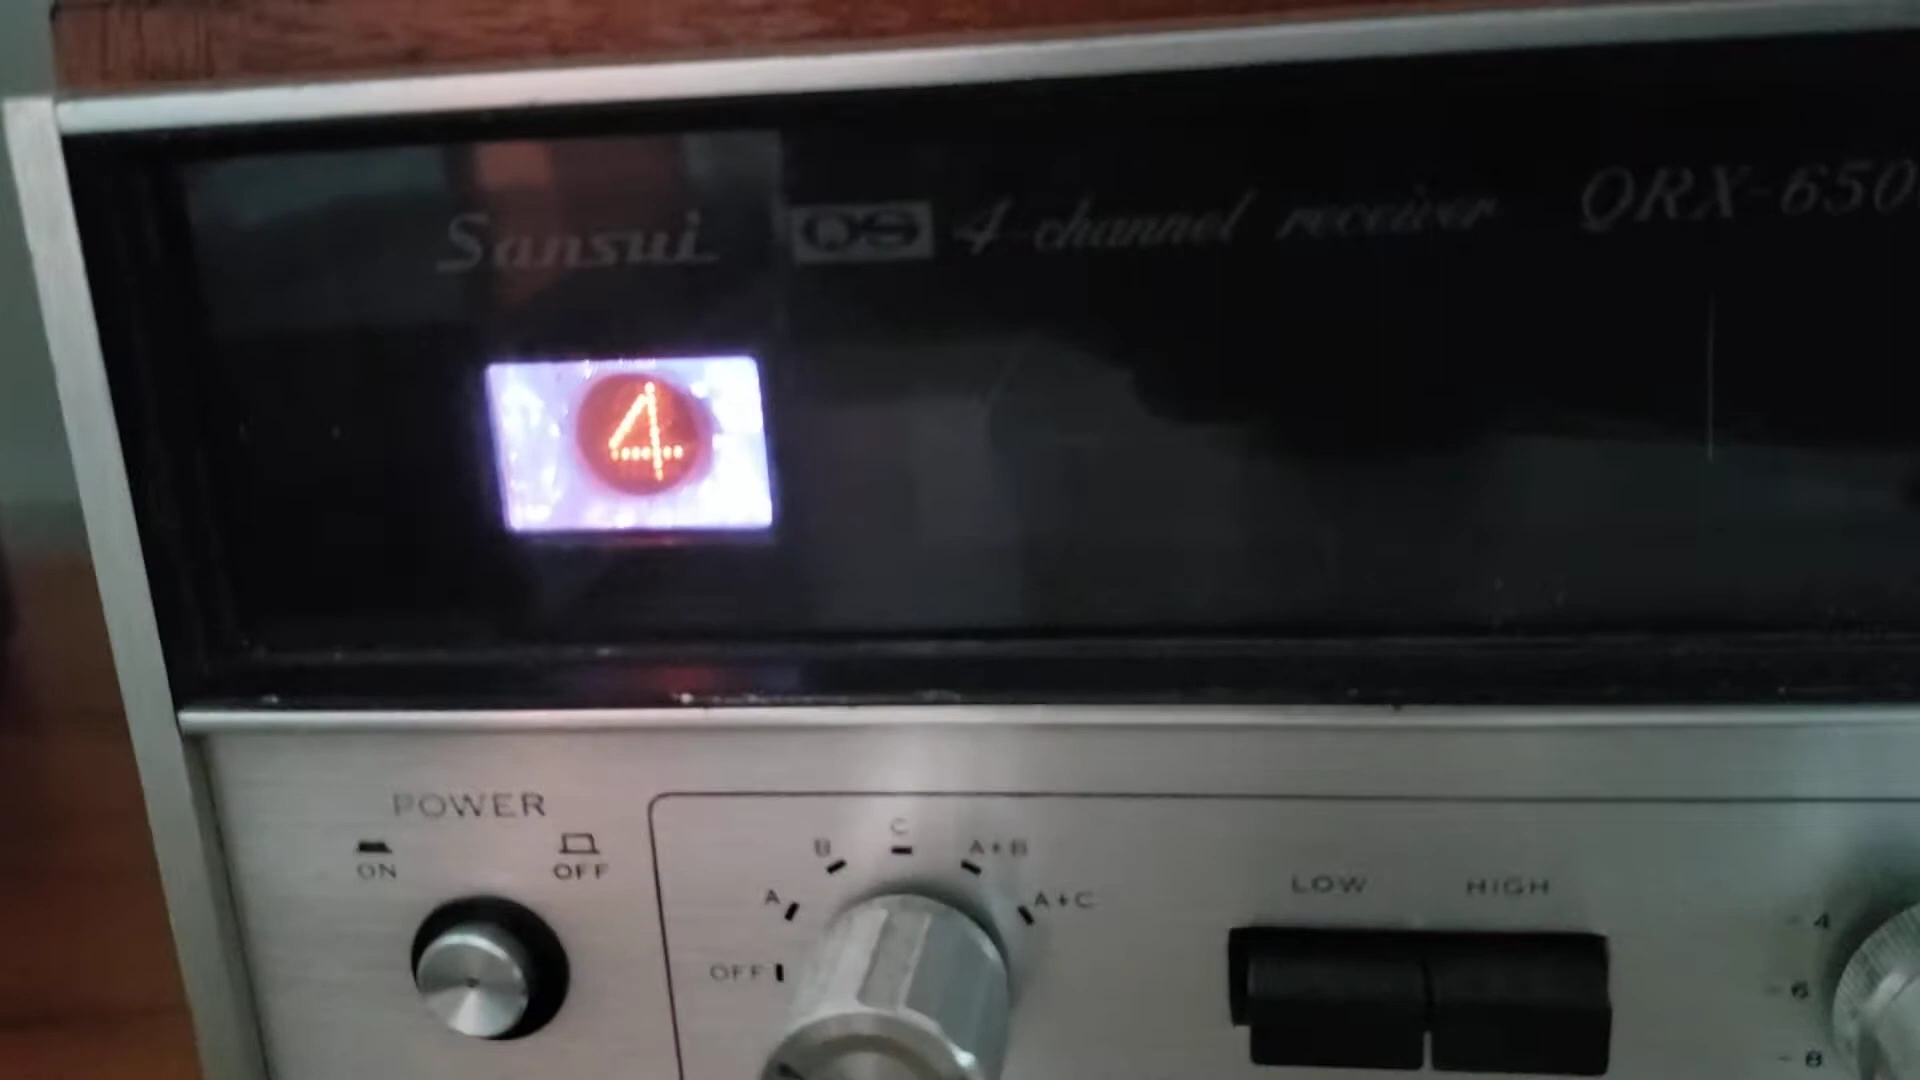 Sansui QS 4-channel receiver QRX-650
4
POWER
ON OFF
OFF A B C A+B A+C
LOW HIGH
4
6
8